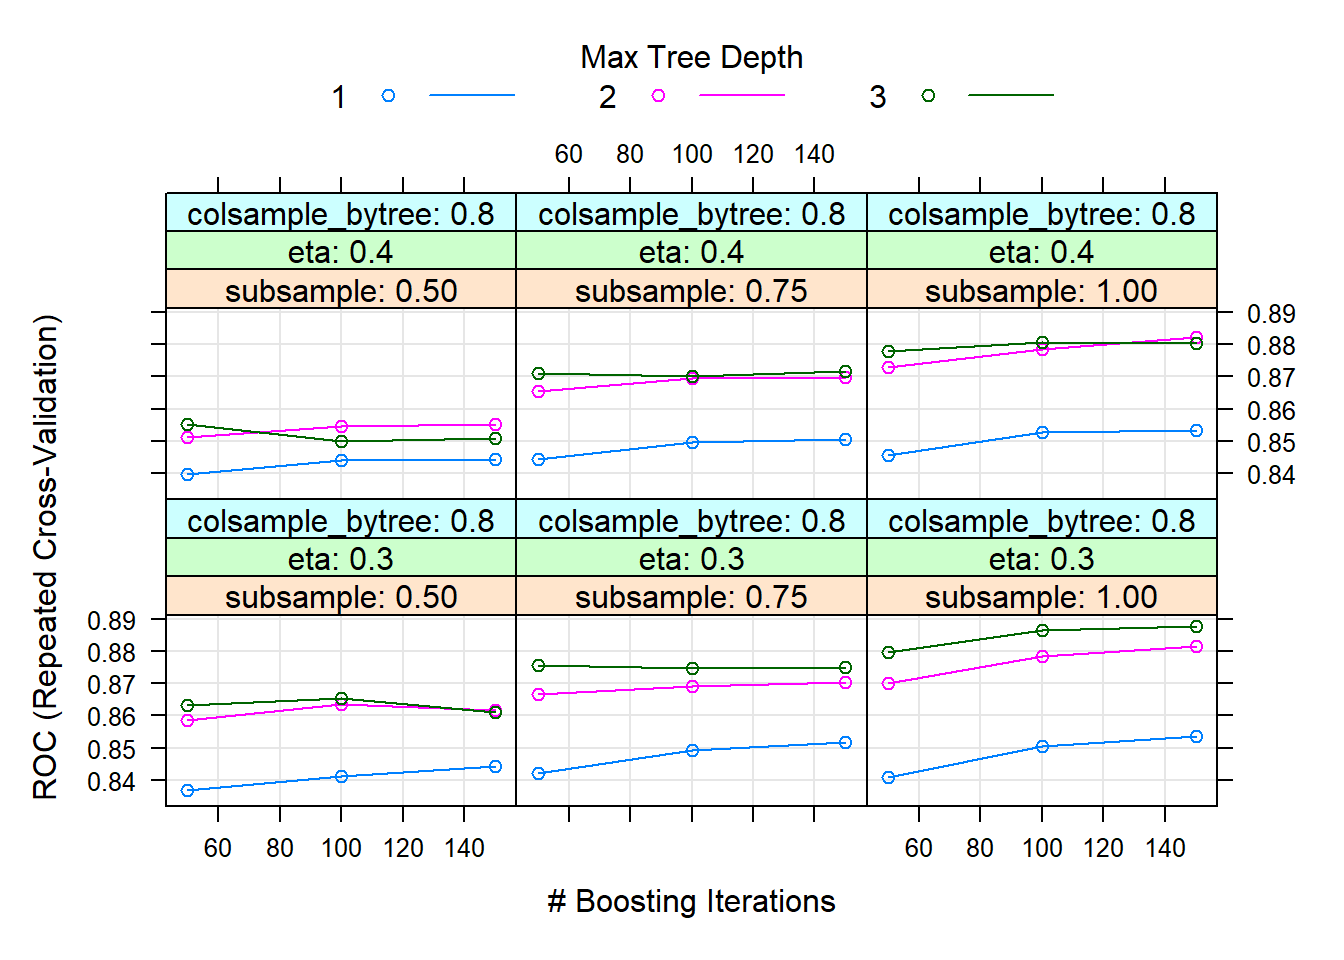 Max Tree Depth
1 2 3
60 80 100 120 140
colsample_bytree: 0.8 colsample_bytree: 0.8 colsample_bytree: 0.8
eta: 0.4 eta: 0.4 eta: 0.4
subsample: 0.50 subsample: 0.75 subsample: 1.00
0.89
0.88
0.87
0.86
0.85
0.84
colsample_bytree: 0.8 colsample_bytree: 0.8 colsample_bytree: 0.8
eta: 0.3 eta: 0.3 eta: 0.3
subsample: 0.50 subsample: 0.75 subsample: 1.00
0.89
0.88
0.87
0.86
0.85
0.84
60 80 100 120 140 60 80 100 120 140
# Boosting Iterations
ROC (Repeated Cross-Validation)